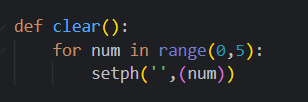 def clear():
    for num in range(0,5):
        setph('',(num))